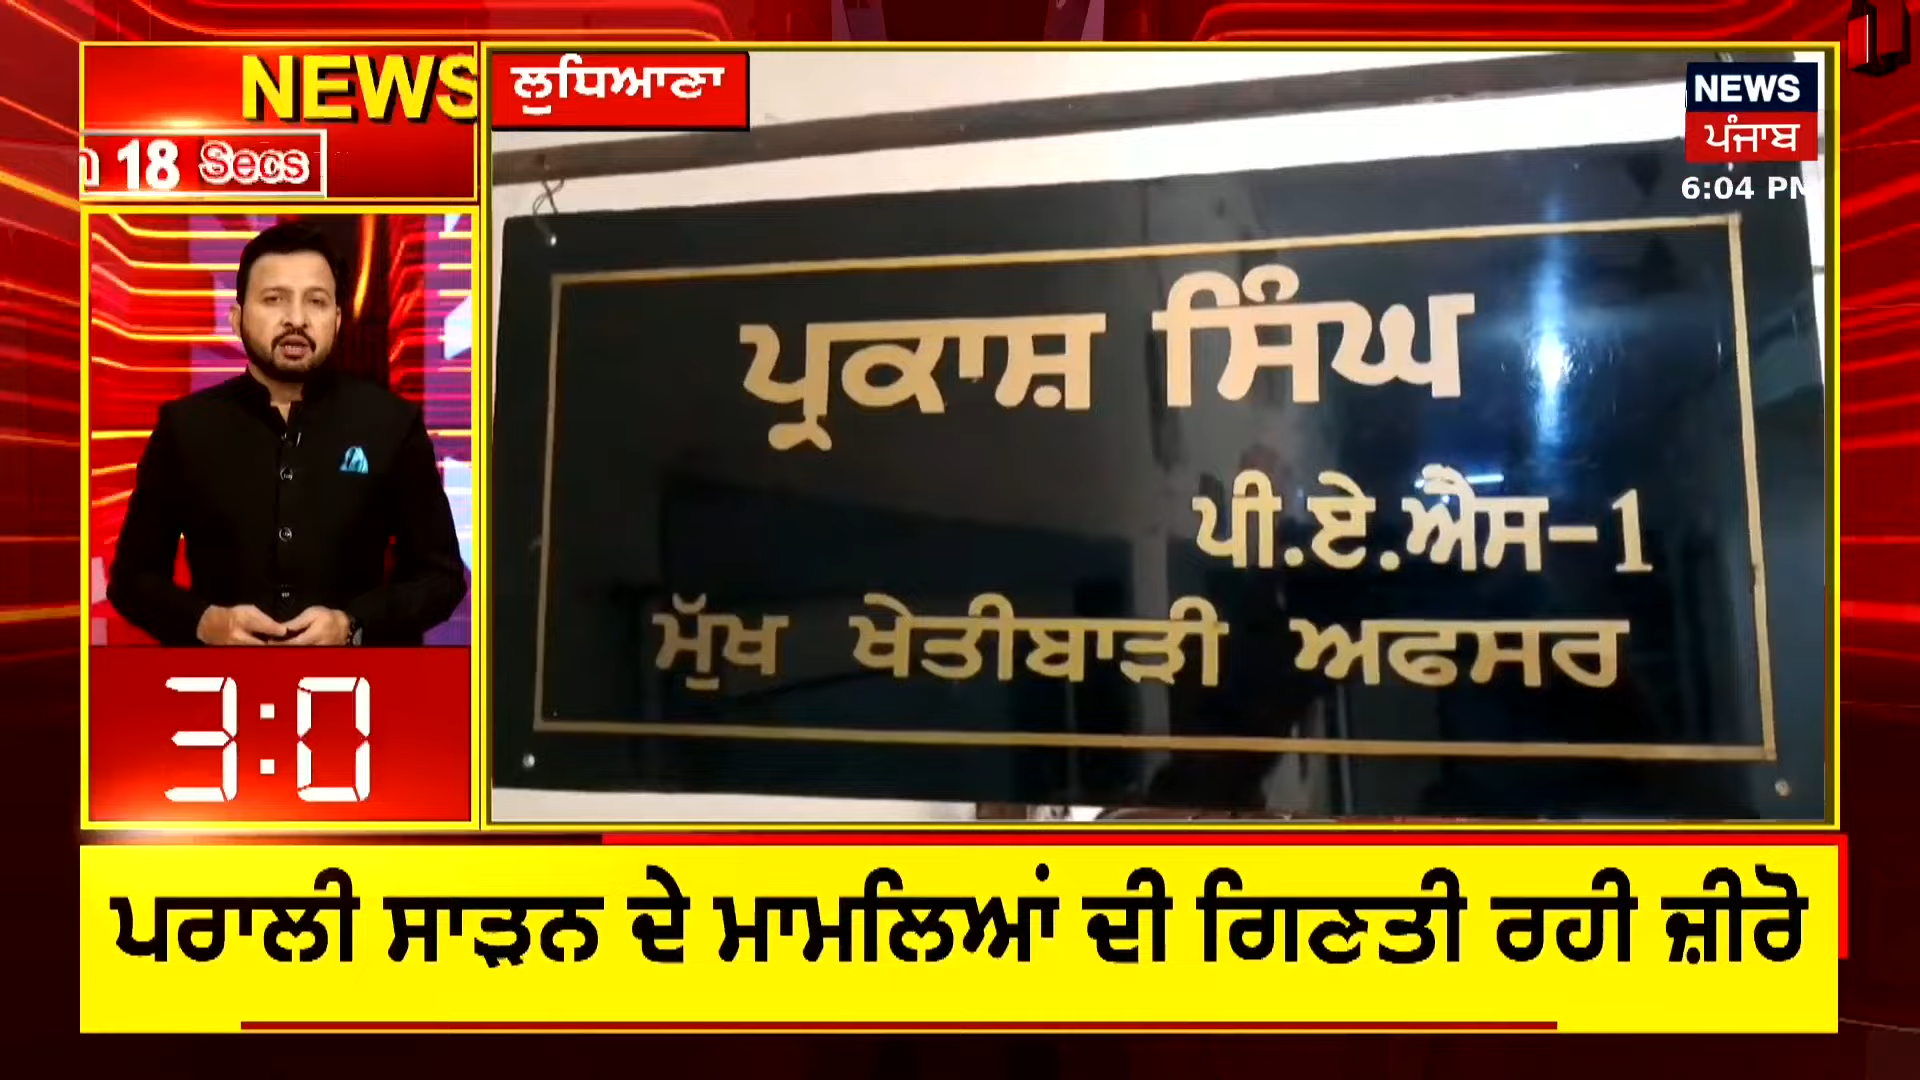 NEWS
18 Secs
ਲੁਧਿਆਣਾ
NEWS
ਪੰਜਾਬ
6:04 PM
ਪ੍ਰਕਾਸ਼ ਸਿੰਘ
ਪੀ.ਏ.ਐਸ-1
ਮੁੱਖ ਖੇਤੀਬਾੜੀ ਅਫਸਰ
3:0
ਪਰਾਲੀ ਸਾੜਨ ਦੇ ਮਾਮਲਿਆਂ ਦੀ ਗਿਣਤੀ ਰਹੀ ਜ਼ੀਰੋ